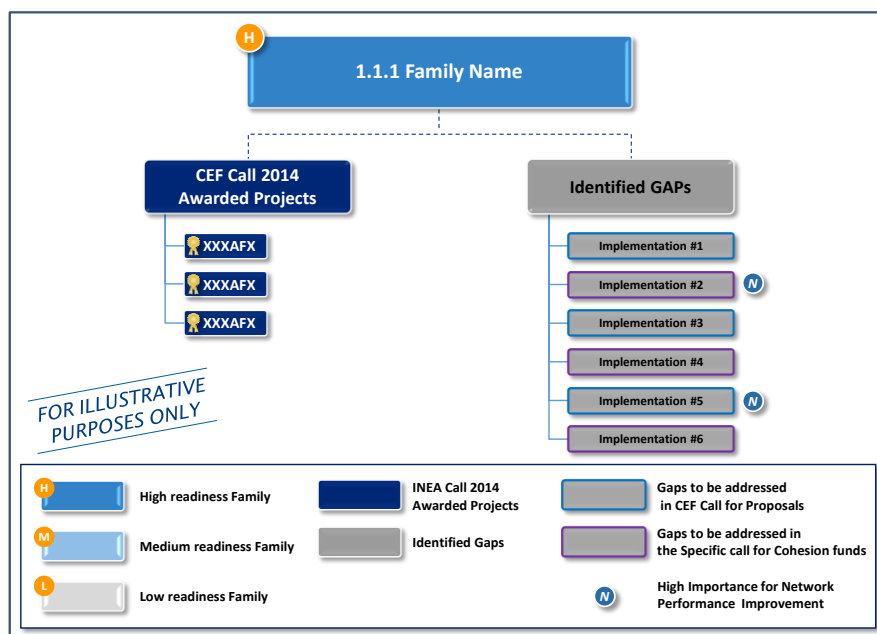 H
1.1.1 Family Name
CEF Call 2014
Awarded Projects
XXXAFX
XXXAFX
XXXAFX
Identified GAPs
Implementation #1
Implementation #2
N
Implementation #3
Implementation #4
Implementation #5
N
Implementation #6
FOR ILLUSTRATIVE
PURPOSES ONLY
H
High readiness Family
M
Medium readiness Family
L
Low readiness Family
INEA Call 2014
Awarded Projects
Identified Gaps
Gaps to be addressed
in CEF Call for Proposals
Gaps to be addressed in
the Specific call for Cohesion funds
N
High Importance for Network
Performance Improvement